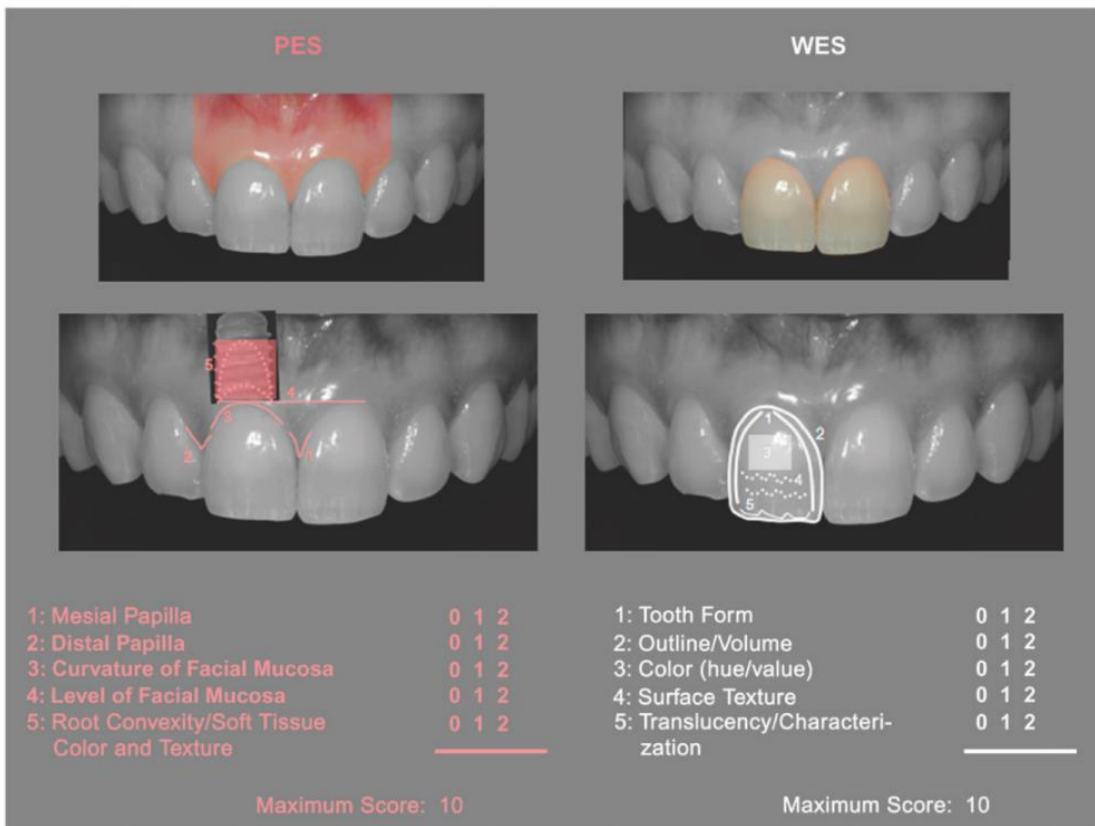 PES
5
4
3
2
1
1: Mesial Papilla 0 1 2
2: Distal Papilla 0 1 2
3: Curvature of Facial Mucosa 0 1 2
4: Level of Facial Mucosa 0 1 2
5: Root Convexity/Soft Tissue 0 1 2
Color and Texture
Maximum Score: 10
WES
1
2
3
4
5
1: Tooth Form 0 1 2
2: Outline/Volume 0 1 2
3: Color (hue/value) 0 1 2
4: Surface Texture 0 1 2
5: Translucency/Characteri- 0 1 2
zation
Maximum Score: 10